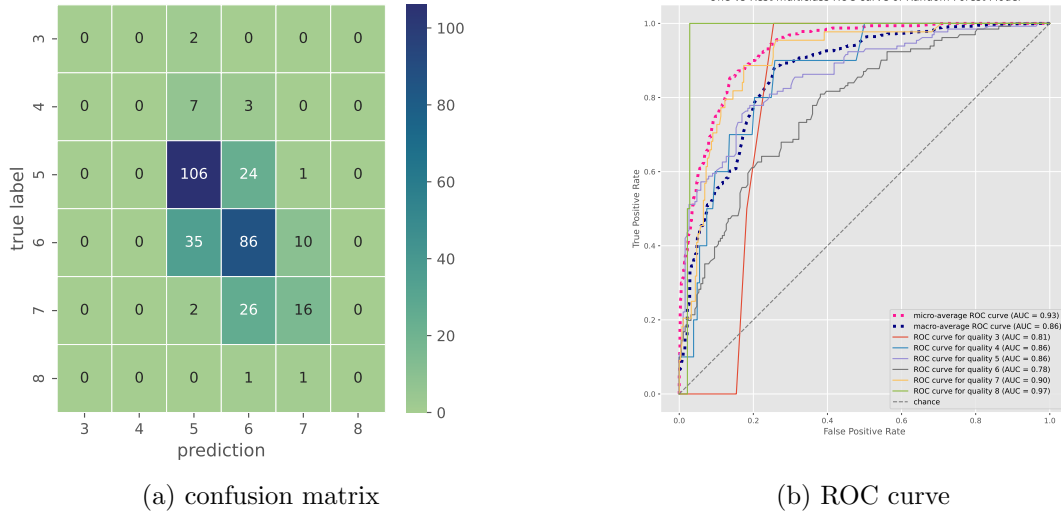 3 0 0 2 0 0 0
4 0 0 7 3 0 0
5 0 0 106 24 1 0
6 0 0 35 86 10 0
7 0 0 2 26 16 0
8 0 0 0 1 1 0
3 4 5 6 7 8
prediction
true label
100
80
60
40
20
0
1.0
0.8
0.6
0.4
0.2
0.0
True Positive Rate
micro-average ROC curve (AUC = 0.93)
macro-average ROC curve (AUC = 0.86)
ROC curve for quality 3 (AUC = 0.81)
ROC curve for quality 4 (AUC = 0.86)
ROC curve for quality 5 (AUC = 0.86)
ROC curve for quality 6 (AUC = 0.78)
ROC curve for quality 7 (AUC = 0.90)
ROC curve for quality 8 (AUC = 0.97)
chance
0.0 0.2 0.4 0.6 0.8 1.0
False Positive Rate
(a) confusion matrix
(b) ROC curve